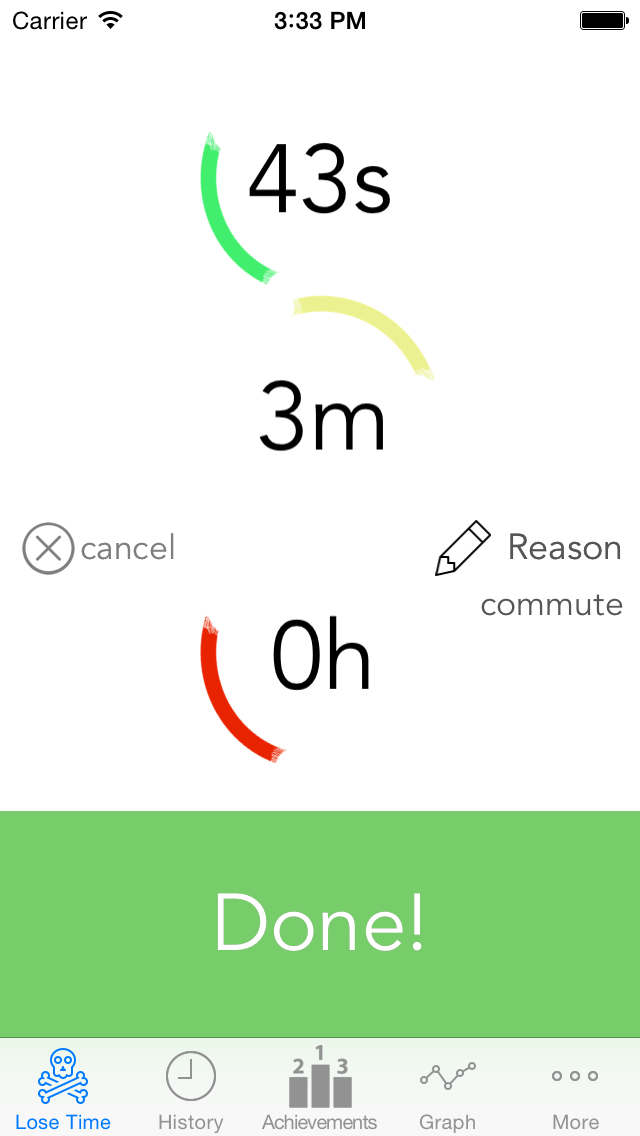 Carrier 3:33 PM
43s
3m
cancel
Reason
commute
0h
Done!
2 1 3
Lose Time History Achievements Graph More